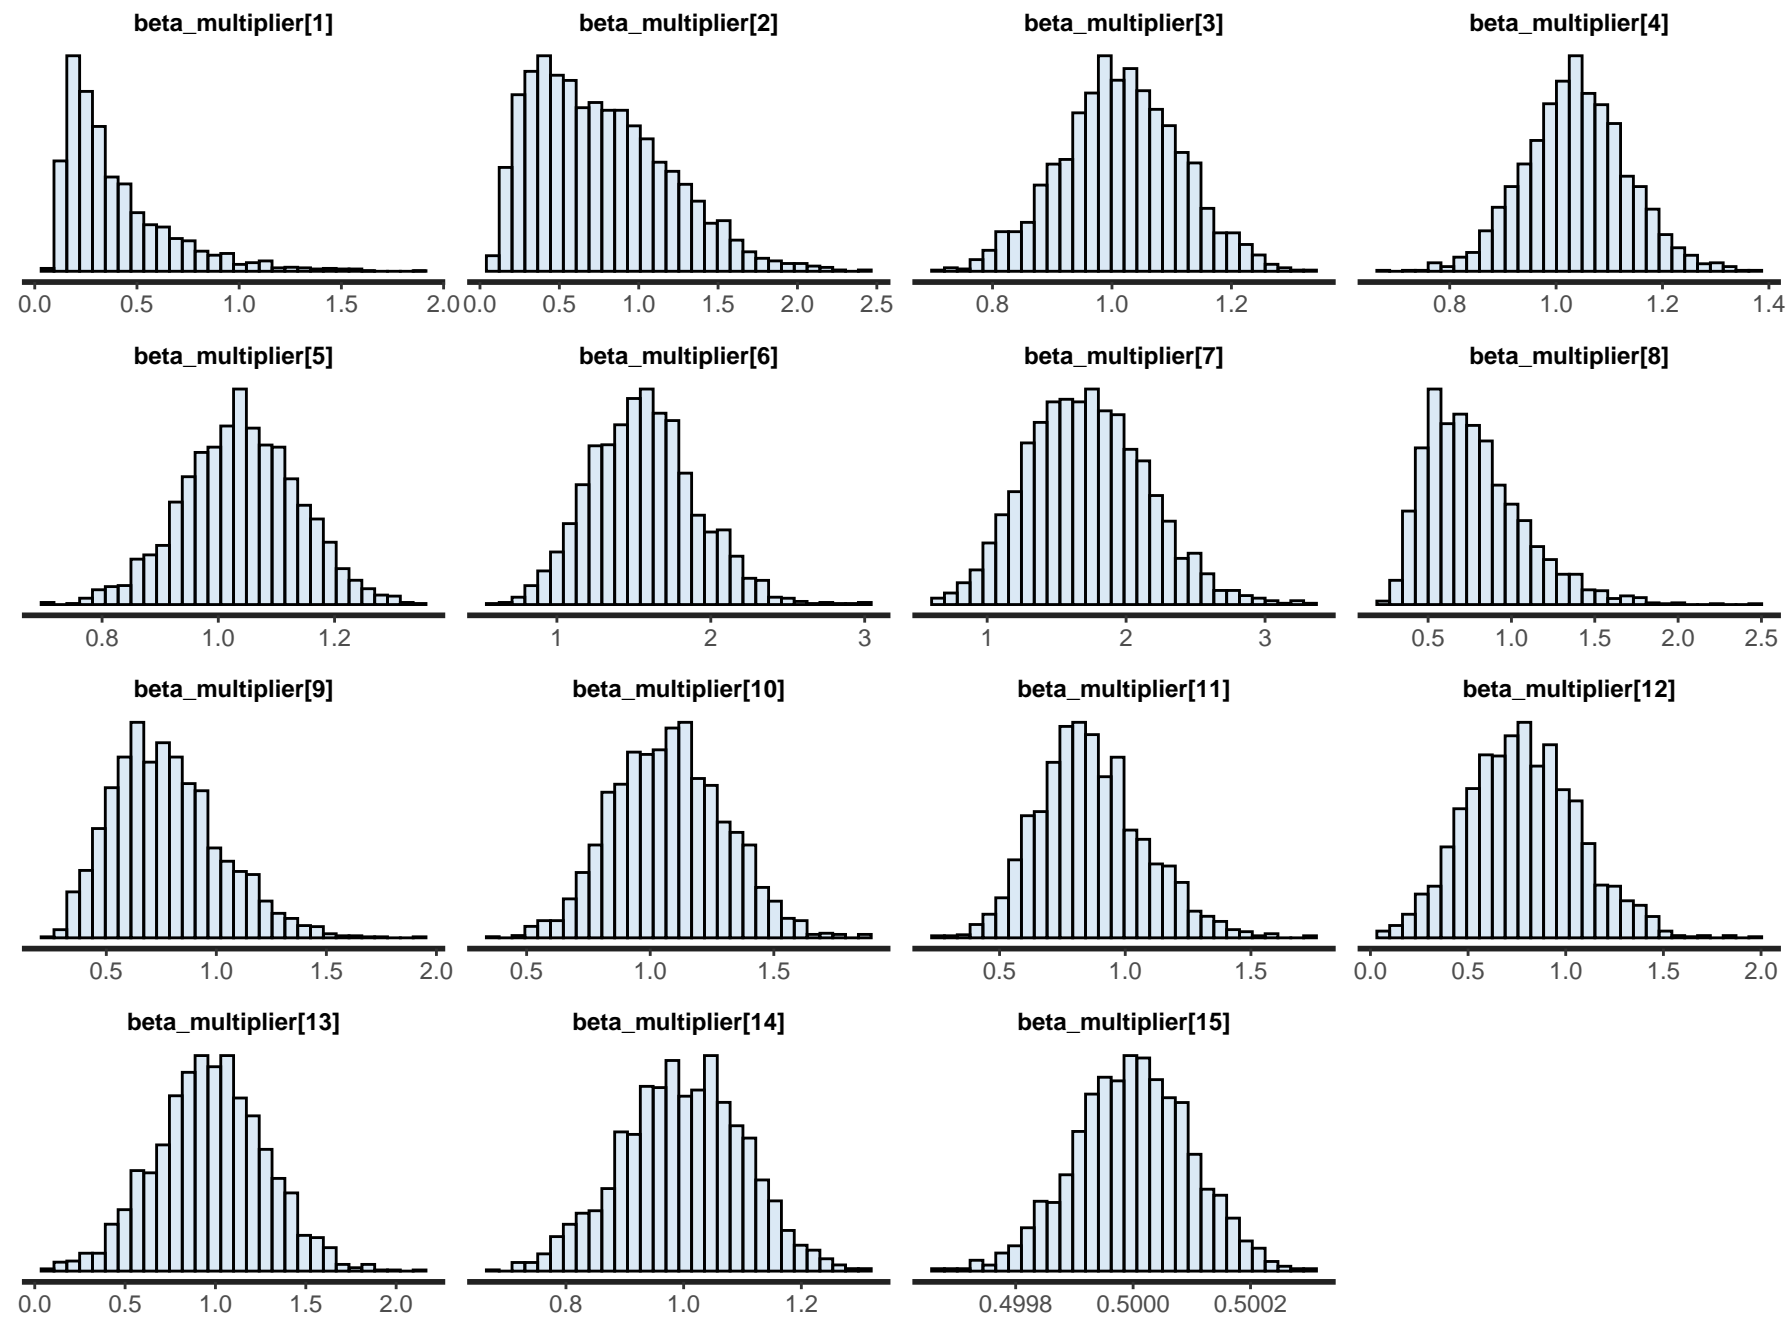 beta_multiplier[1] beta_multiplier[2] beta_multiplier[3] beta_multiplier[4]
0.0 0.5 1.0 1.5 2.0 0.0 0.5 1.0 1.5 2.0 2.5 0.8 1.0 1.2 0.8 1.0 1.2 1.4
beta_multiplier[5] beta_multiplier[6] beta_multiplier[7] beta_multiplier[8]
0.8 1.0 1.2 1 2 3 1 2 3 0.5 1.0 1.5 2.0 2.5
beta_multiplier[9] beta_multiplier[10] beta_multiplier[11] beta_multiplier[12]
0.5 1.0 1.5 2.0 0.5 1.0 1.5 0.5 1.0 1.5 0.0 0.5 1.0 1.5 2.0
beta_multiplier[13] beta_multiplier[14] beta_multiplier[15]
0.0 0.5 1.0 1.5 2.0 0.8 1.0 1.2 0.4998 0.5000 0.5002